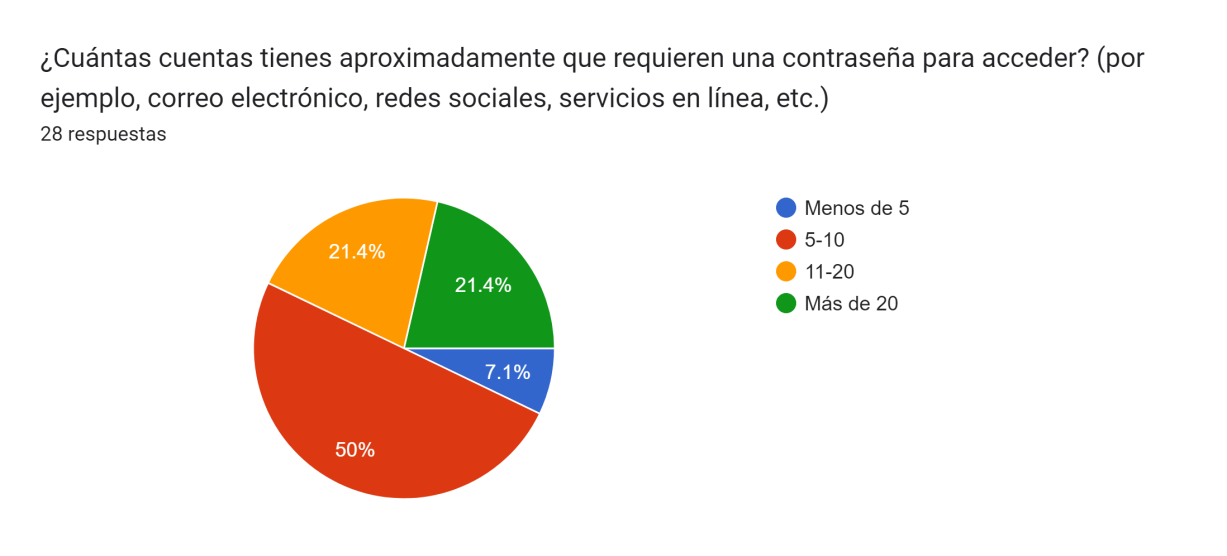 ¿Cuántas cuentas tienes aproximadamente que requieren una contraseña para acceder? (por
ejemplo, correo electrónico, redes sociales, servicios en línea, etc.)
28 respuestas
Menos de 5
5-10
11-20
Más de 20
21.4%
21.4%
7.1%
50%